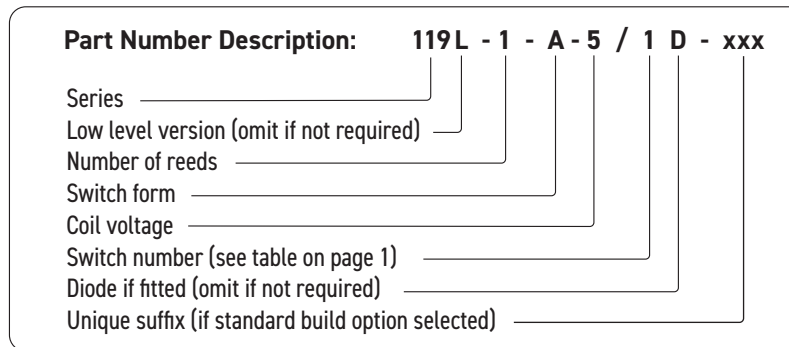 Part Number Description: 119L - 1 - A - 5 / 1 D - xxx
Series
Low level version (omit if not required)
Number of reeds
Switch form
Coil voltage
Switch number (see table on page 1)
Diode if fitted (omit if not required)
Unique suffix (if standard build option selected)